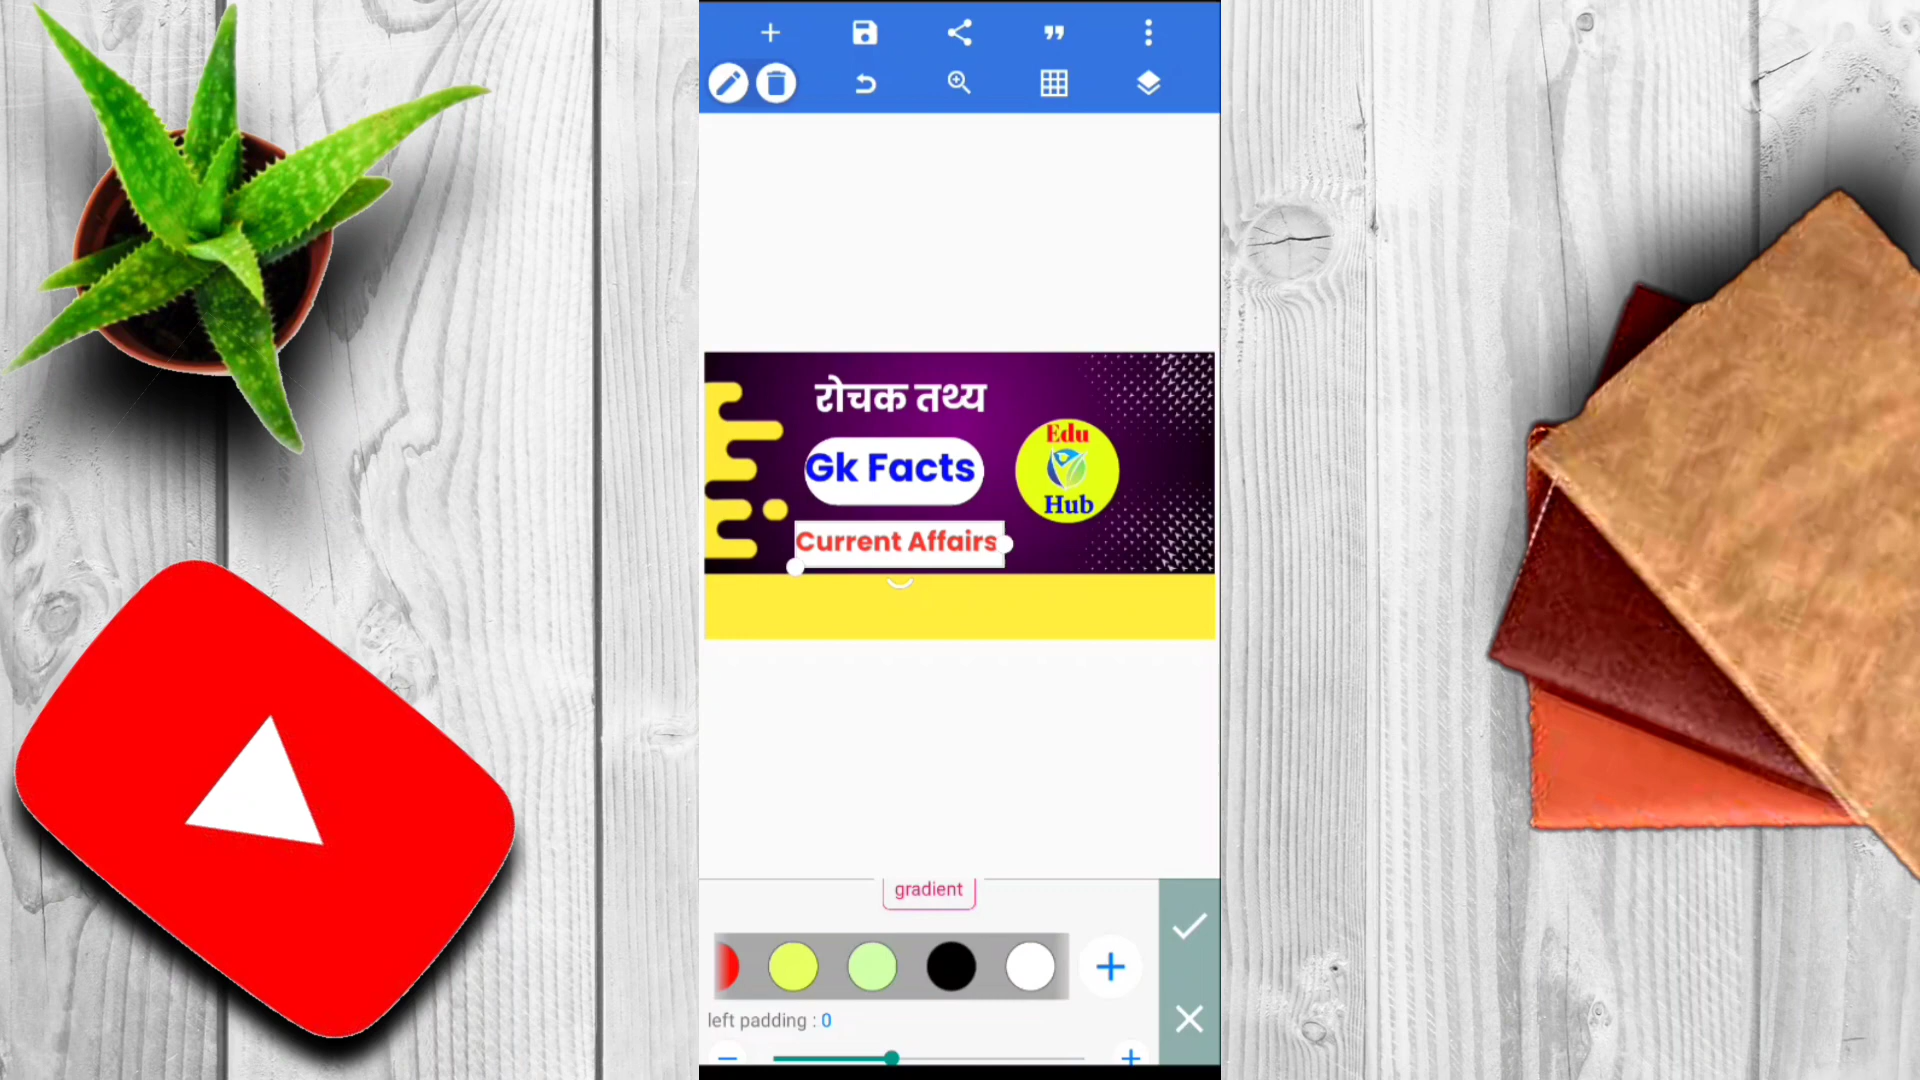 रोचक तथ्य
Gk Facts
Edu
Hub
Current Affairs
gradient
left padding : 0